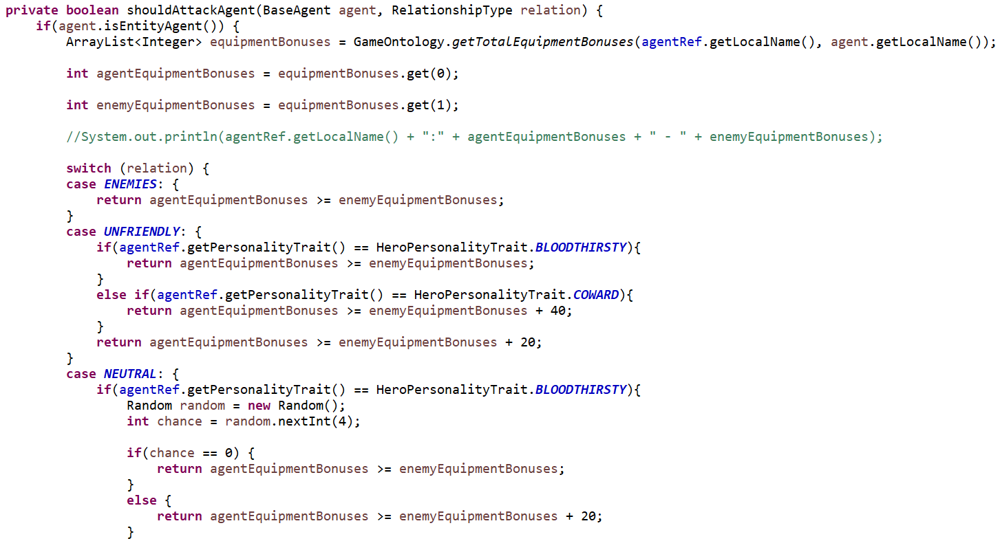 private boolean shouldAttackAgent(BaseAgent agent, RelationshipType relation) {
    if(agent.isEntityAgent()) {
        ArrayList<Integer> equipmentBonuses = GameOntology.getTotalEquipmentBonuses(agentRef.getLocalName(), agent.getLocalName());

        int agentEquipmentBonuses = equipmentBonuses.get(0);

        int enemyEquipmentBonuses = equipmentBonuses.get(1);

        //System.out.println(agentRef.getLocalName() + ":" + agentEquipmentBonuses + " - " + enemyEquipmentBonuses);

        switch (relation) {
        case ENEMIES: {
            return agentEquipmentBonuses >= enemyEquipmentBonuses;
        }
        case UNFRIENDLY: {
            if(agentRef.getPersonalityTrait() == HeroPersonalityTrait.BLOODTHIRSTY){
                return agentEquipmentBonuses >= enemyEquipmentBonuses;
            }
            else if(agentRef.getPersonalityTrait() == HeroPersonalityTrait.COWARD){
                return agentEquipmentBonuses >= enemyEquipmentBonuses + 40;
            }
            return agentEquipmentBonuses >= enemyEquipmentBonuses + 20;
        }
        case NEUTRAL: {
            if(agentRef.getPersonalityTrait() == HeroPersonalityTrait.BLOODTHIRSTY){
                Random random = new Random();
                int chance = random.nextInt(4);

                if(chance == 0) {
                    return agentEquipmentBonuses >= enemyEquipmentBonuses;
                }
                else {
                    return agentEquipmentBonuses >= enemyEquipmentBonuses + 20;
                }